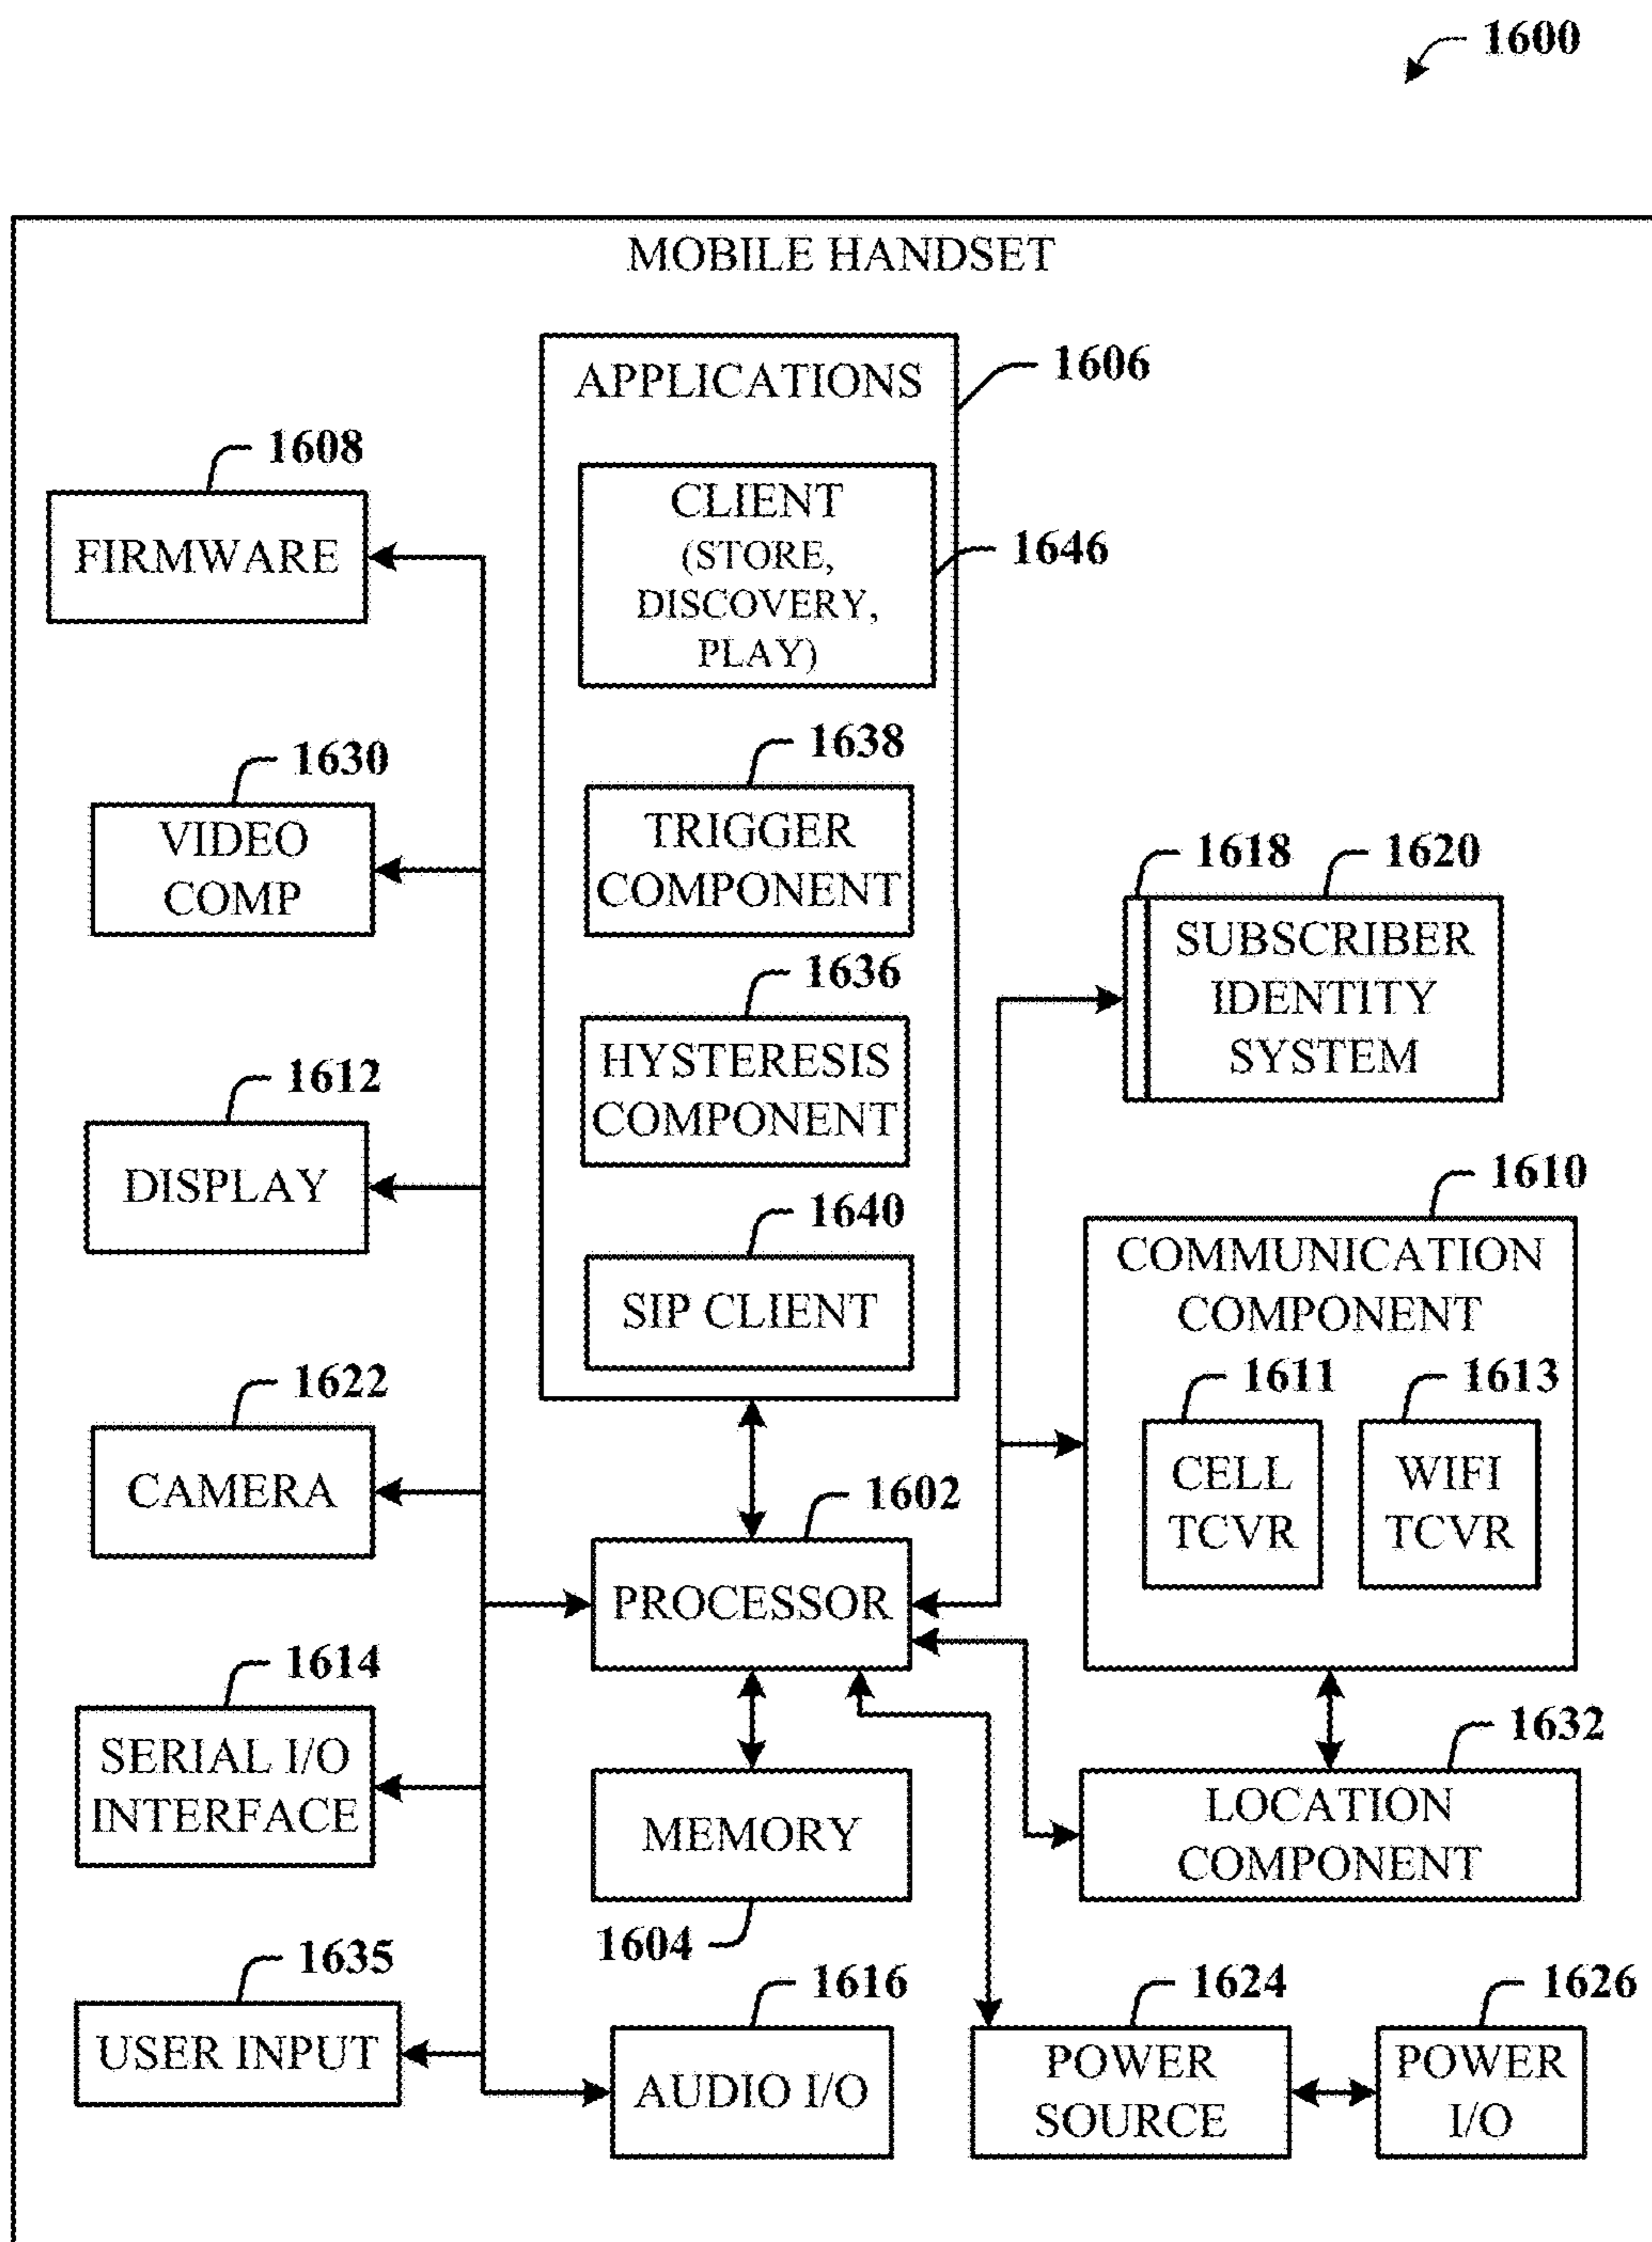 1600
MOBILE HANDSET
APPLICATIONS
1606
1608
FIRMWARE
CLIENT
(STORE,
DISCOVERY,
PLAY)
1646
1630
VIDEO
COMP
1638
TRIGGER
COMPONENT
1618
1620
SUBSCRIBER
IDENTITY
SYSTEM
1636
HYSTERESIS
COMPONENT
1612
DISPLAY
1640
SIP CLIENT
1610
COMMUNICATION
COMPONENT
1611
CELL
TCVR
1613
WIFI
TCVR
1622
CAMERA
1602
PROCESSOR
1614
SERIAL I/O
INTERFACE
MEMORY
1604
1632
LOCATION
COMPONENT
1635
USER INPUT
1616
AUDIO I/O
1624
POWER
SOURCE
1626
POWER
I/O